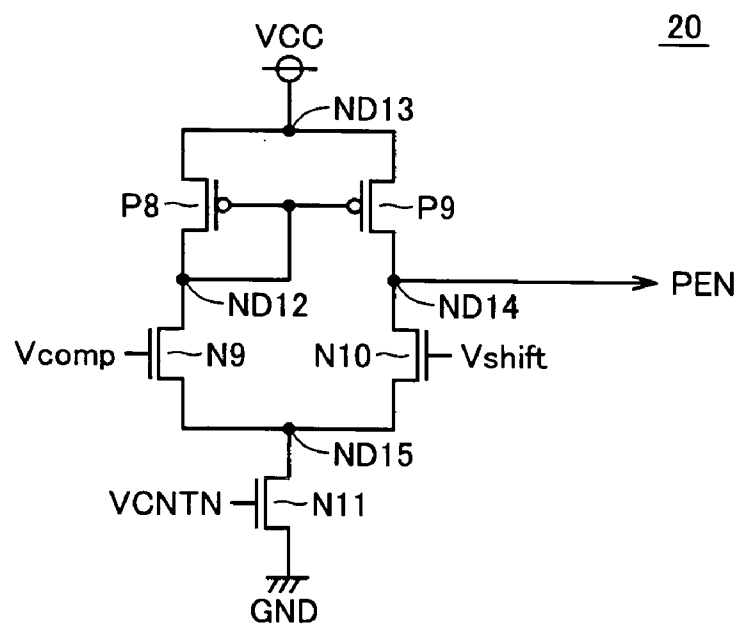 20
VCC
ND13
P8
P9
ND12
ND14
PEN
Vcomp
N9
N10
Vshift
ND15
VCNTN
N11
GND